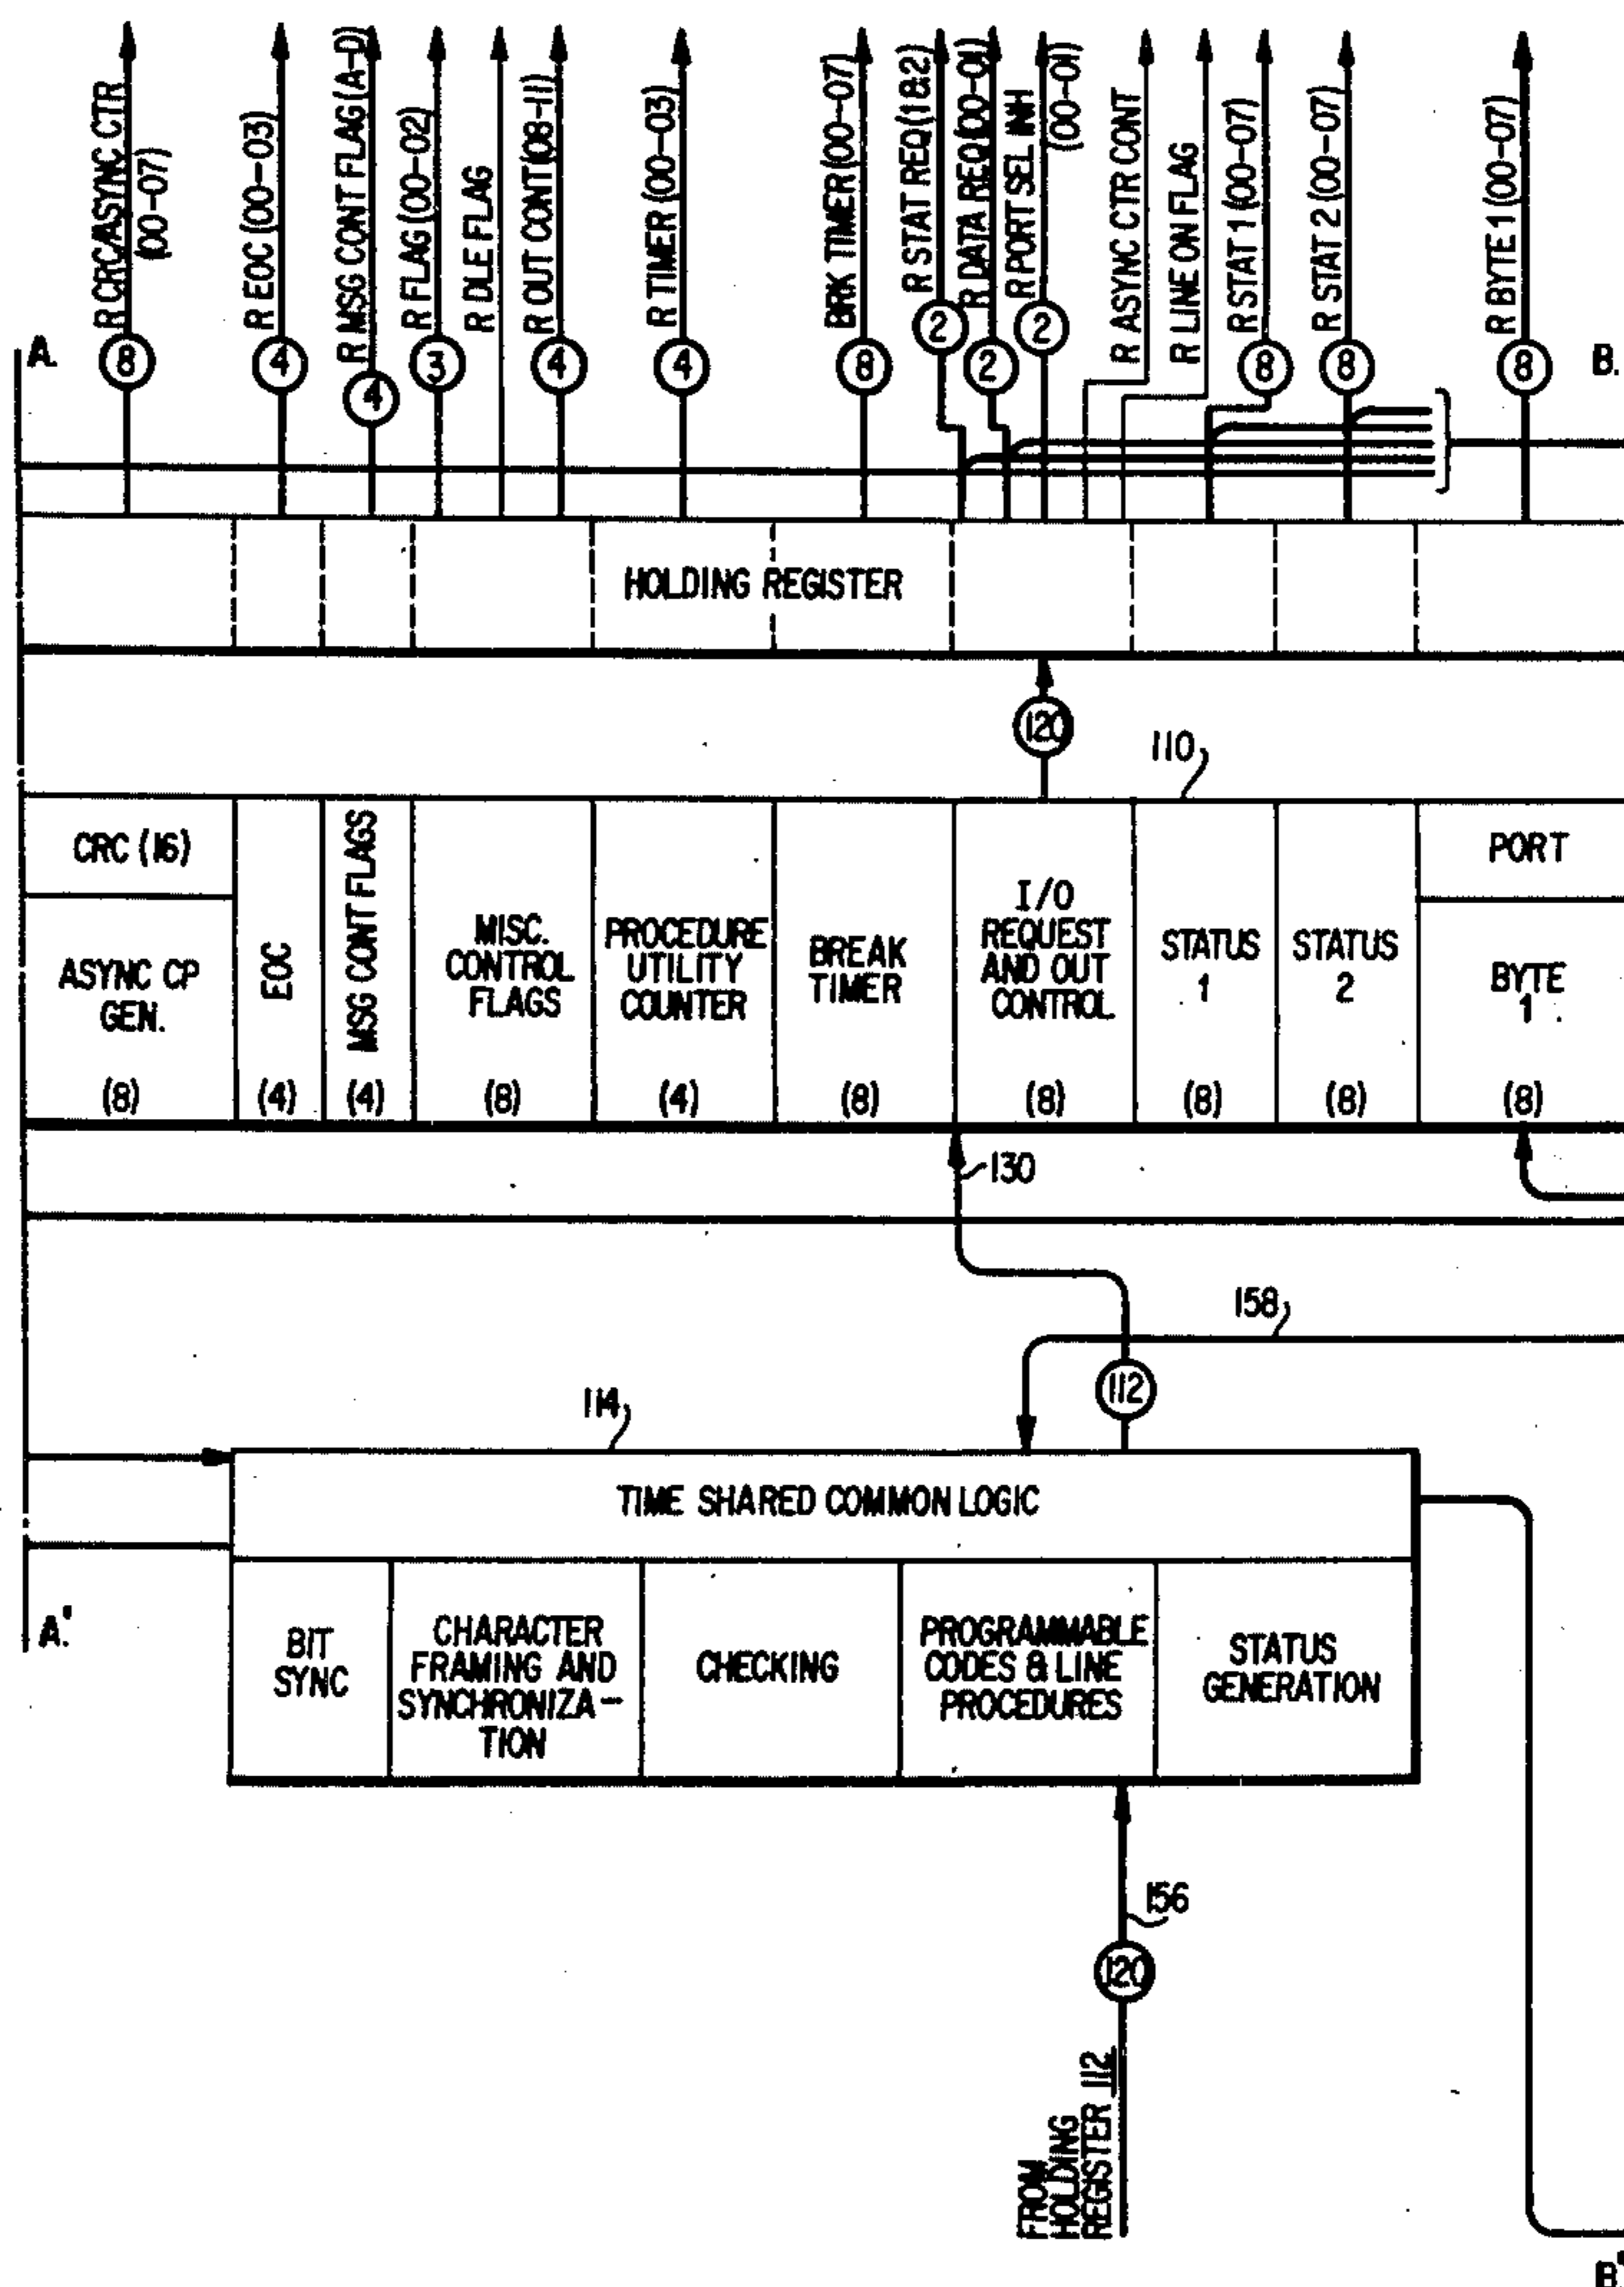 R CRC/ASYNC CTR
(00-07)
R EOC (00-03)
R MSG CONT FLAG (A-D)
R FLAG (00-02)
R DLE FLAG
R OUT CONT (08-11)
R TIMER (00-03)
BRK TIMER (00-07)
R STAT REQ (1&2)
R DATA REQ (00-01)
R PORT SEL INH
(00-01)
R ASYNC CTR CONT
R LINE ON FLAG
R STAT 1 (00-07)
R STAT 2 (00-07)
R BYTE 1 (00-07)
A.
8
4
4
3
4
4
8
2
2
2
8
8
8
B.
HOLDING REGISTER
120
110
CRC (16)
ASYNC CP
GEN.
(8)
EOC
(4)
MSG CONT FLAGS
(4)
MISC.
CONTROL
FLAGS
(8)
PROCEDURE
UTILITY
COUNTER
(4)
BREAK
TIMER
(8)
I/O
REQUEST
AND OUT
CONTROL
(8)
STATUS
1
(8)
STATUS
2
(8)
PORT
BYTE
1
(8)
130
158
112
114
TIME SHARED COMMON LOGIC
A.'
BIT
SYNC
CHARACTER
FRAMING AND
SYNCHRONIZA-
TION
CHECKING
PROGRAMMABLE
CODES & LINE
PROCEDURES
STATUS
GENERATION
156
120
FROM
HOLDING
REGISTER 112
B'